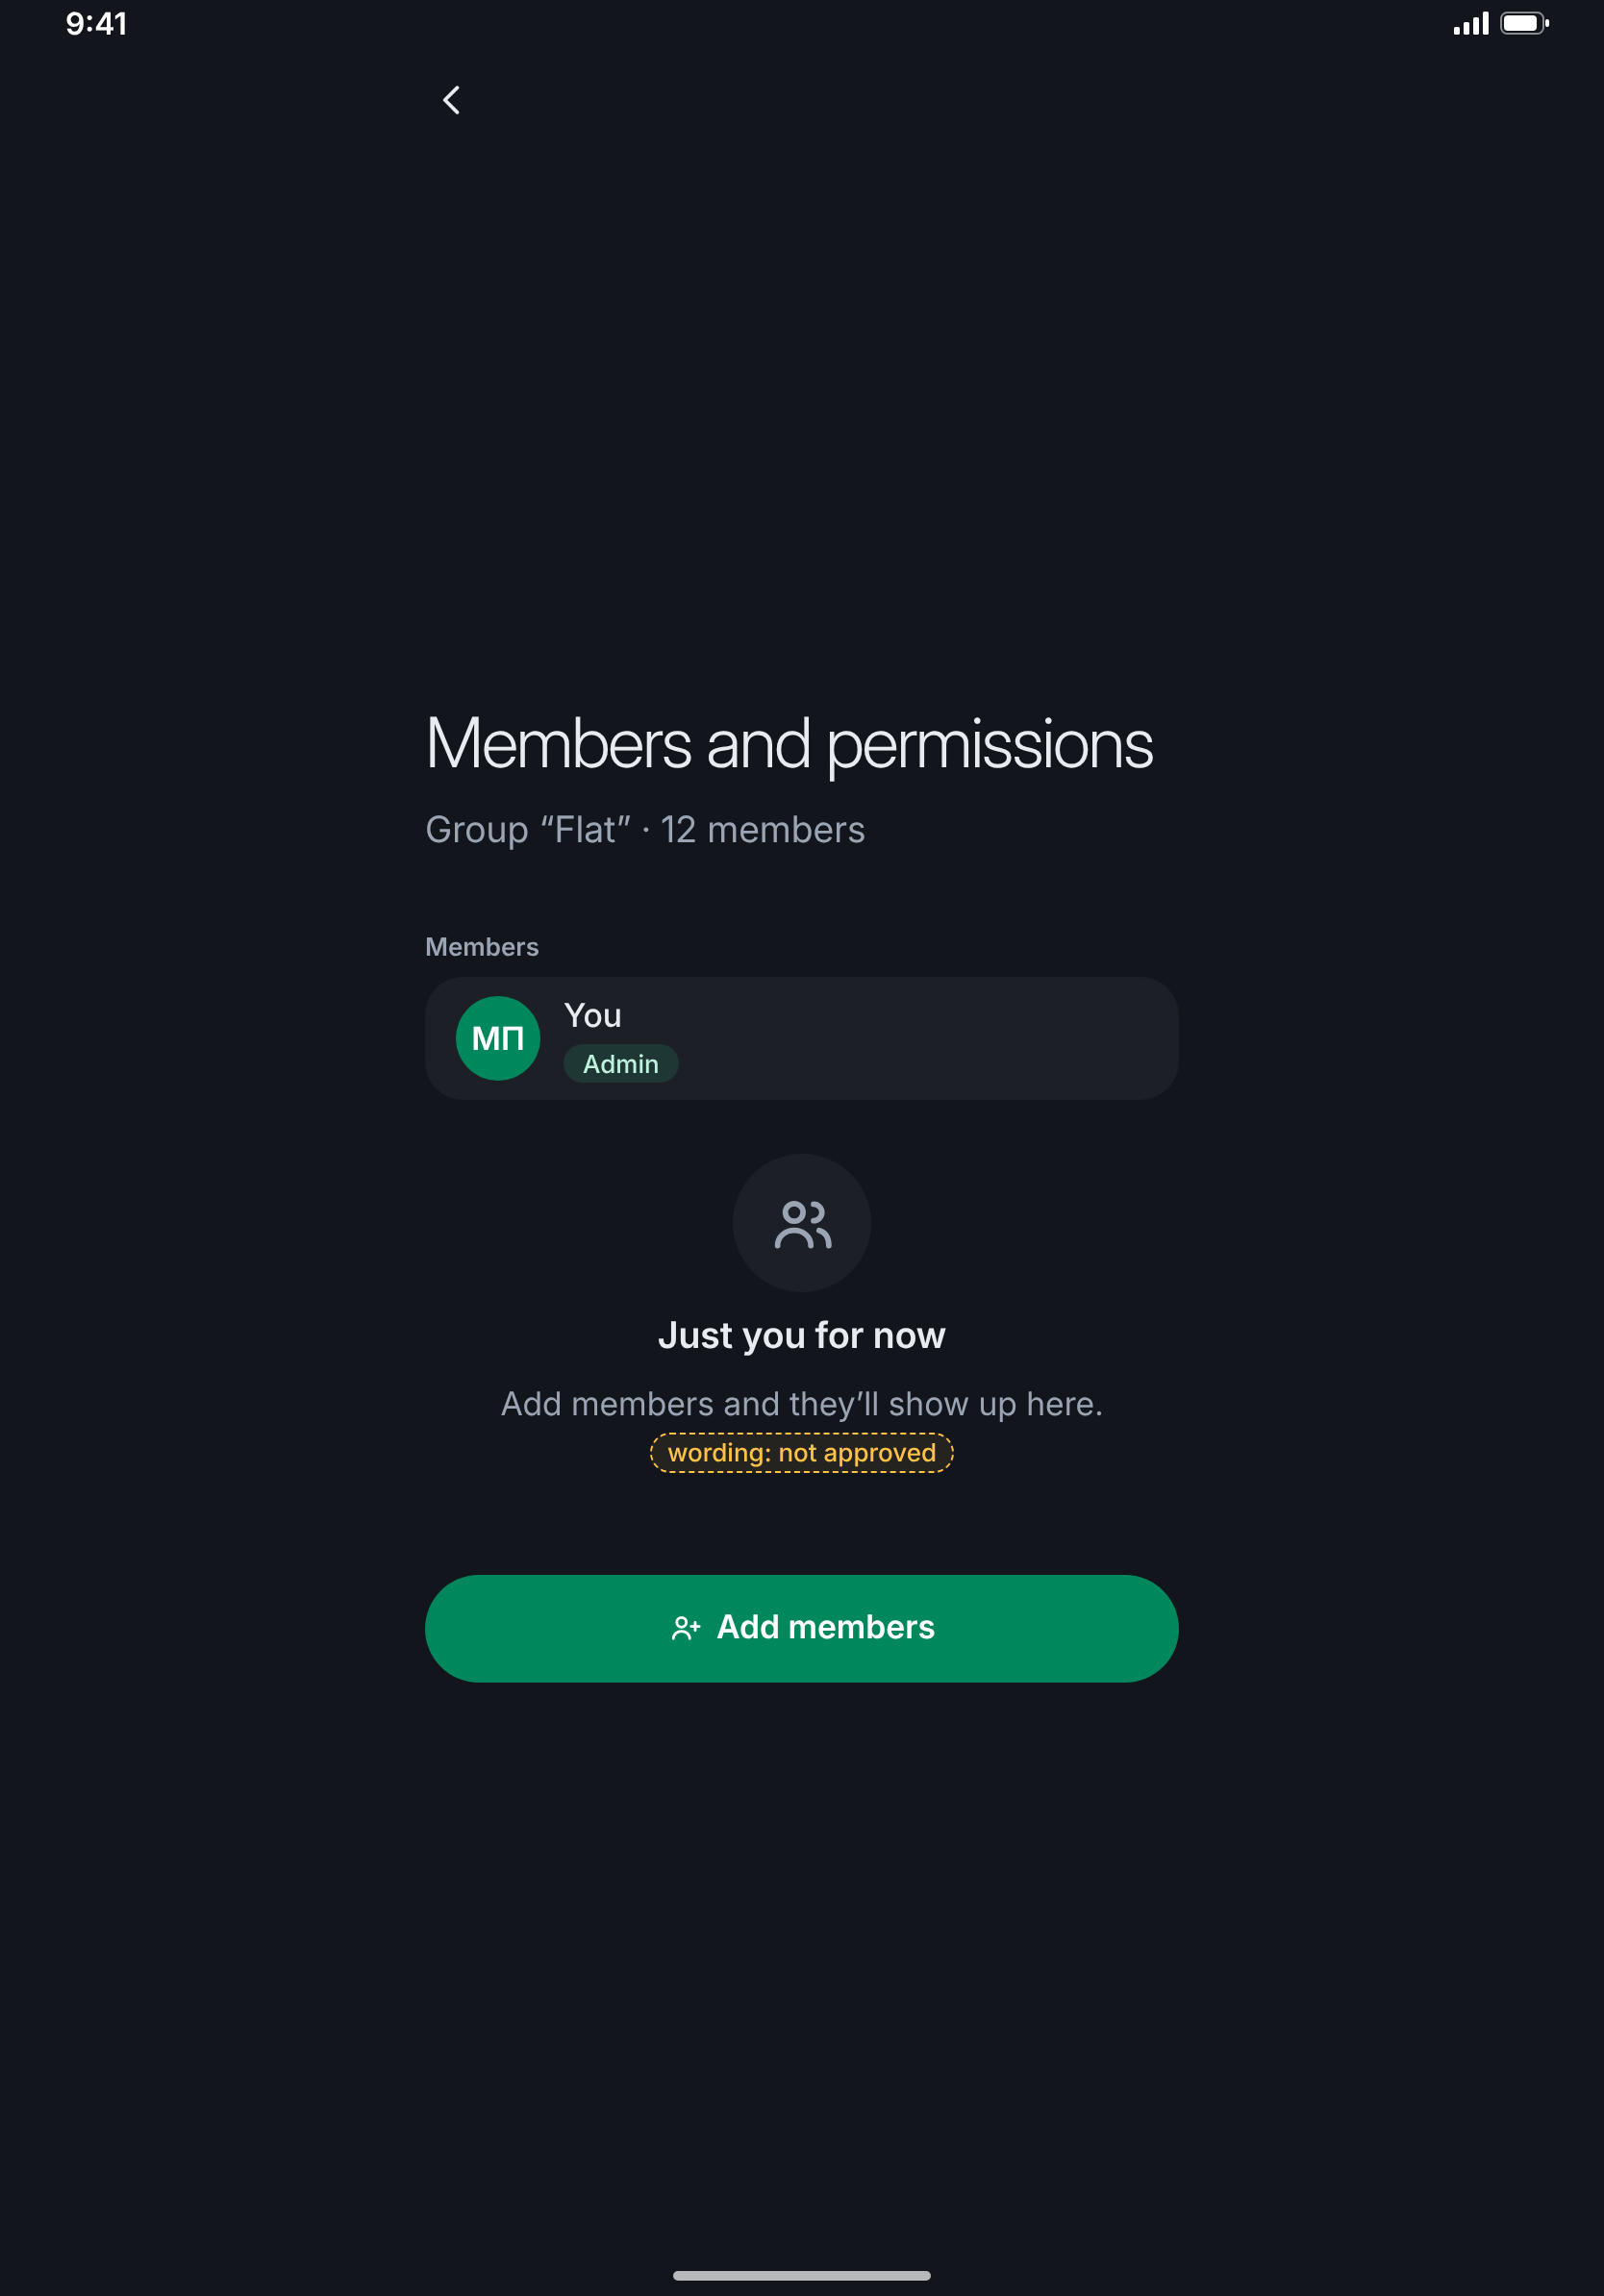 9:41
Members and permissions
Group “Flat” · 12 members
Members
МП
You
Admin
Just you for now
Add members and they’ll show up here.
wording: not approved
Add members